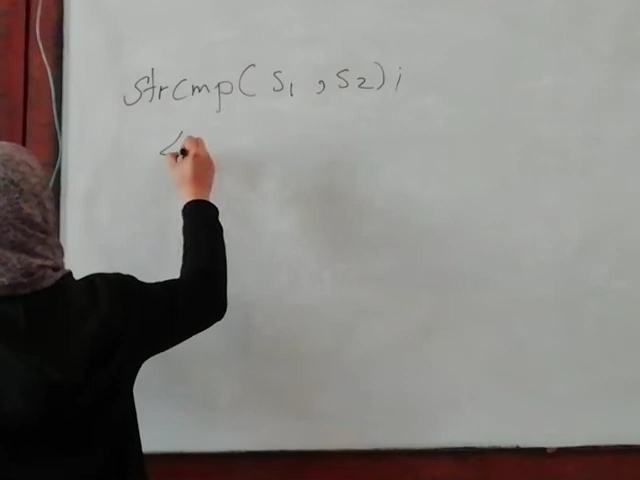 strcmp( s1 , s2);
<